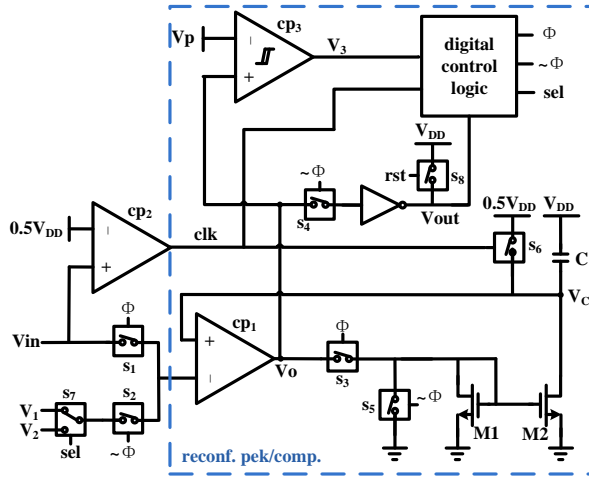 Vp
cp3
−
+
V3
digital
control
logic
Φ
~Φ
sel
VDD
rst
s8
~Φ
s4
Vout
0.5VDD
cp2
−
+
clk
0.5VDD
s6
VDD
C
VC
Vin
Φ
s1
cp1
+
−
Vo
Φ
s3
V1
V2
s7
sel
s2
~Φ
s5
~Φ
M1
M2
reconf. pek/comp.